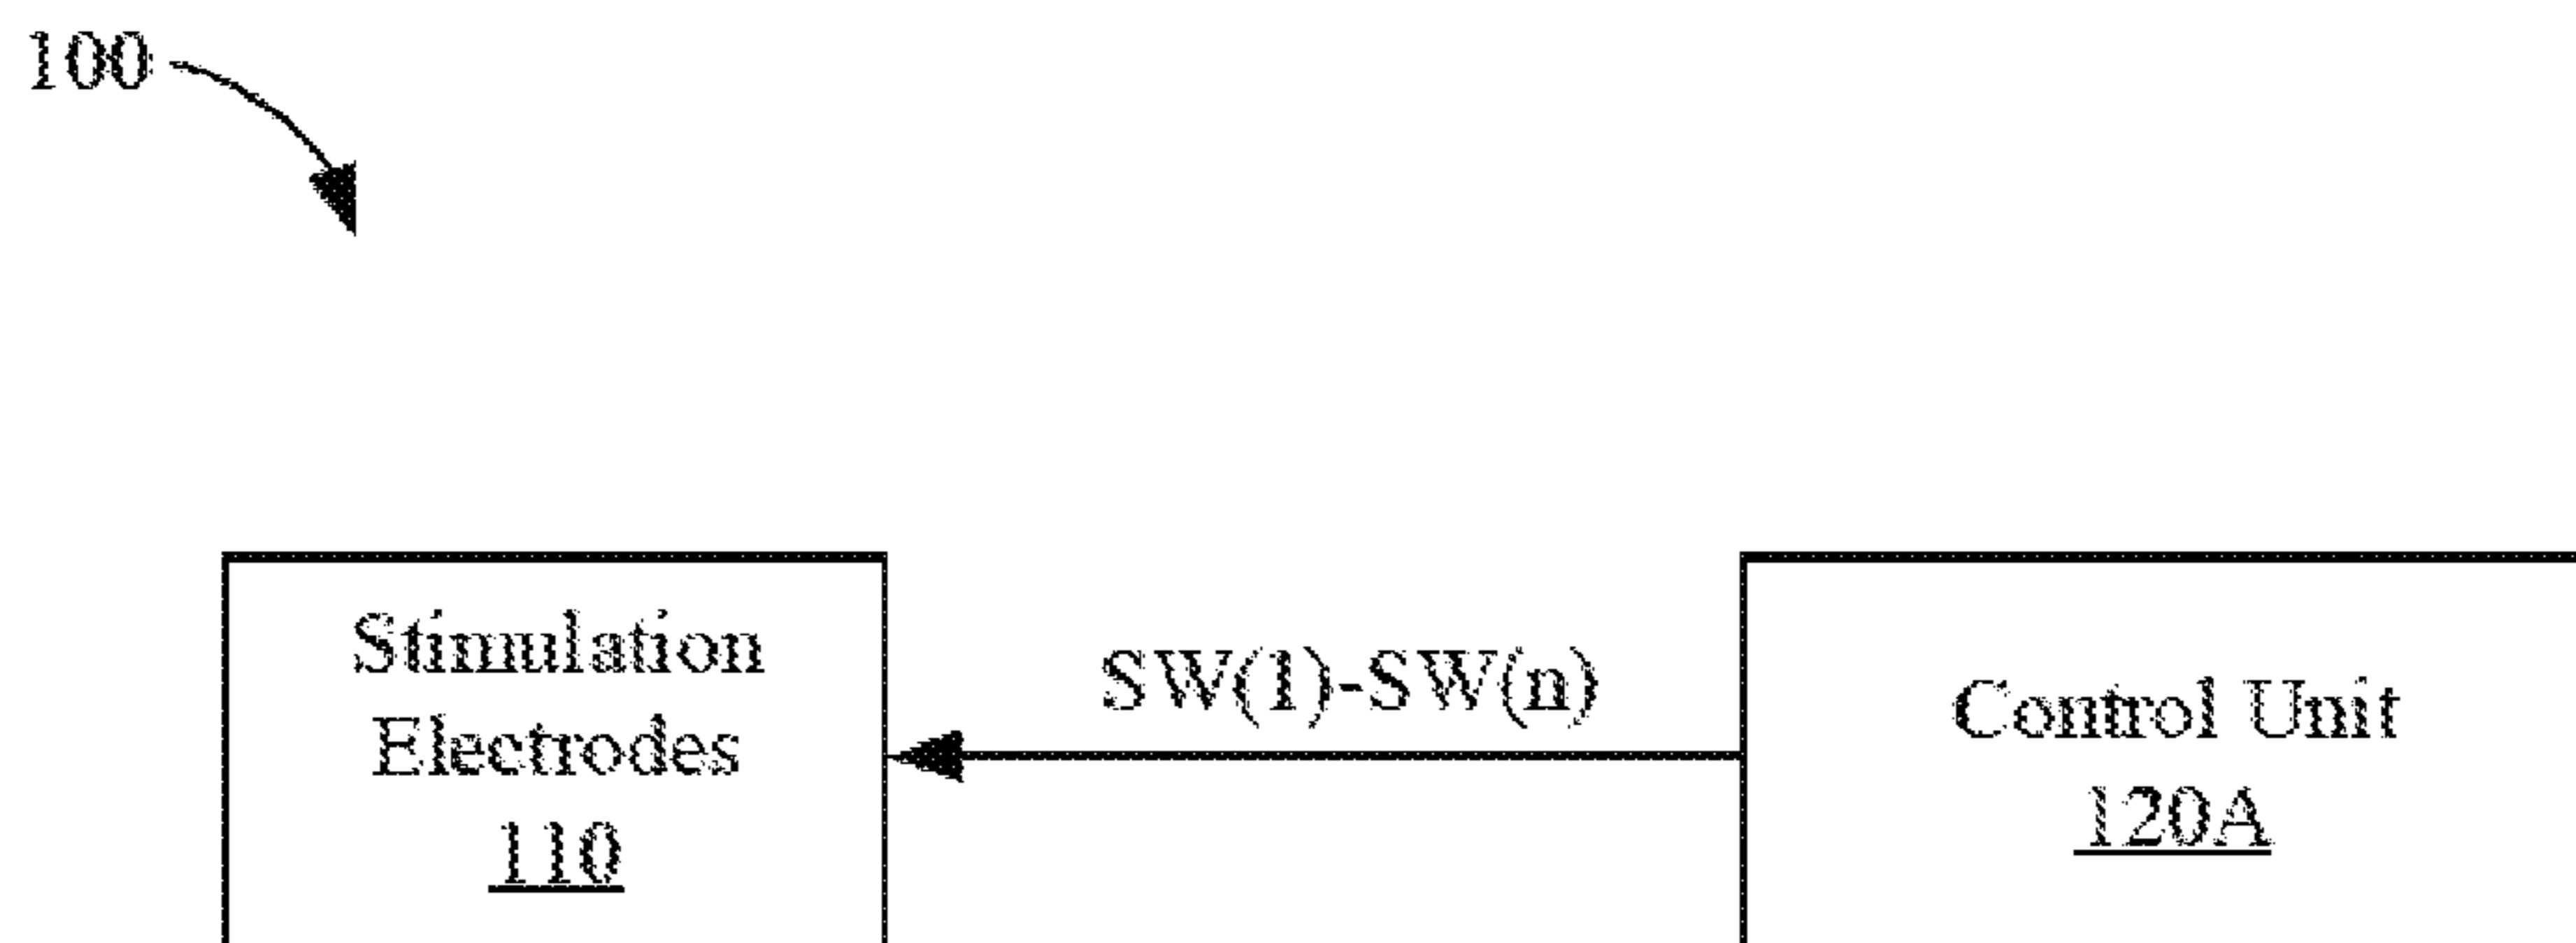 100
Stimulation
Electrodes
110
SW(1)-SW(n)
Control Unit
120A